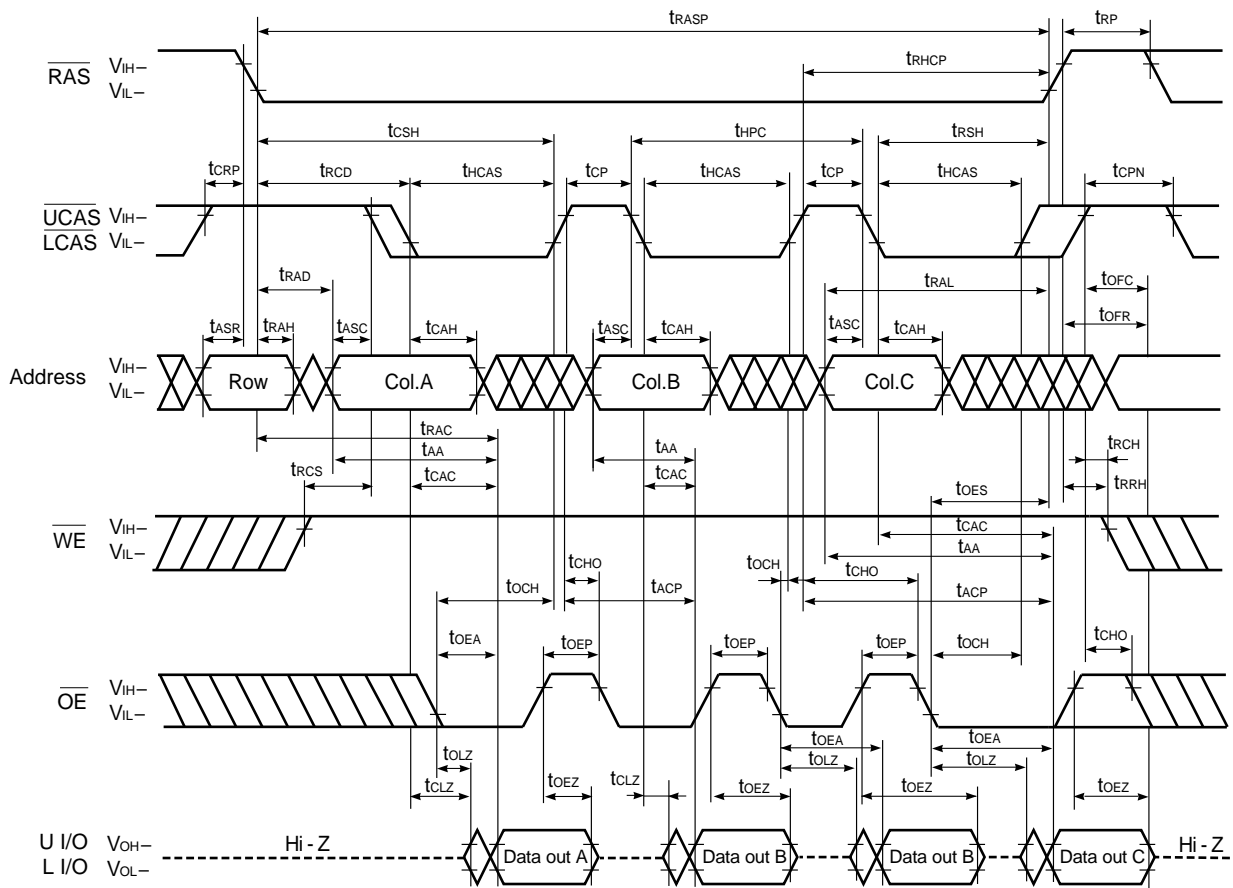 tRASP tRP
RAS VIH– VIL– tRHCP
tCSH tHPC tRSH
tCRP tRCD tHCAS tCP tHCAS tCP tHCAS tCPN
UCAS LCAS VIH– VIL–
tRAD tRAL tOFC
tOFR
tASR tRAH tASC tCAH tASC tCAH tASC tCAH
Address VIH– VIL– Row Col.A Col.B Col.C
tRAC
tAA tAA tRCH
tRCS tCAC tCAC tRRH
tOES
WE VIH– VIL– tCAC
tAA
tOCH tCHO tOCH tCHO
tACP tACP
tOEA tOEP tOEP tOEP tOCH tCHO
OE VIH– VIL–
tOLZ tOEA tOEA
tCLZ tOEZ tCLZ tOEZ tOLZ tOEZ tOLZ tOEZ
U I/O L I/O VOH– VOL– Hi - Z Data out A Data out B Data out B Data out C Hi - Z